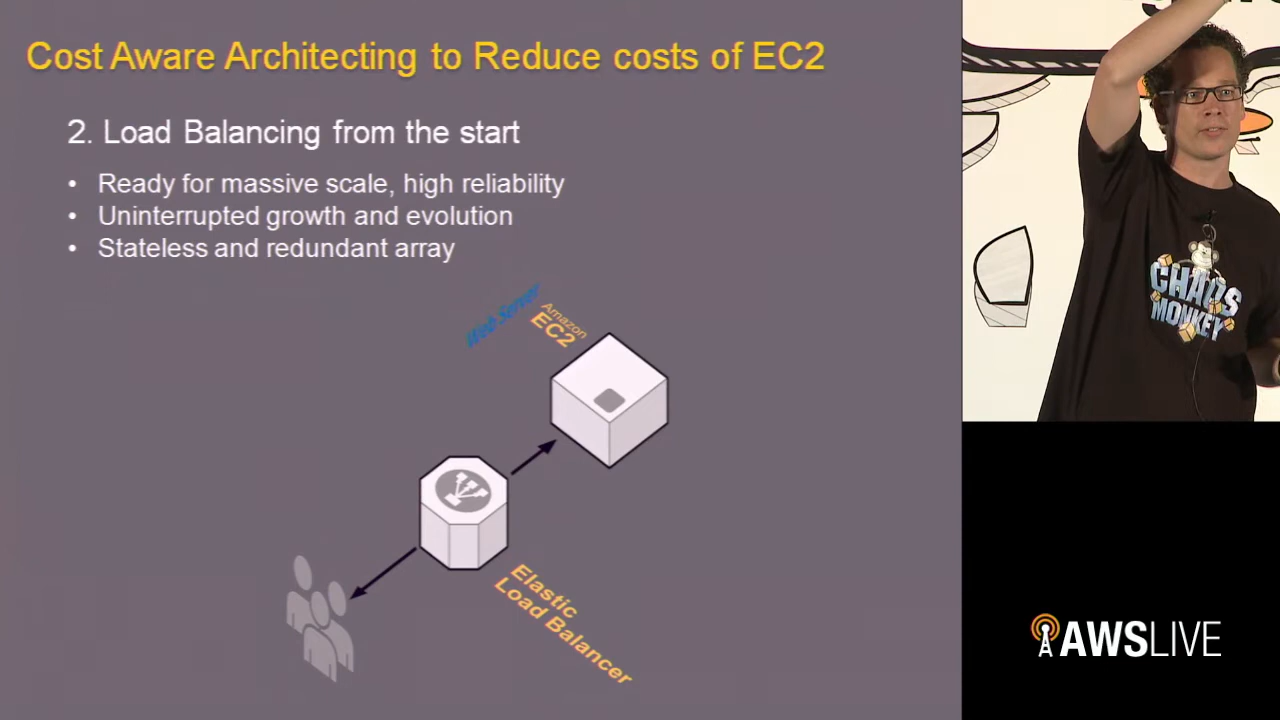 Cost Aware Architecting to Reduce costs of EC2
2. Load Balancing from the start
• Ready for massive scale, high reliability
• Uninterrupted growth and evolution
• Stateless and redundant array
Web Server
Amazon
EC2
Elastic
Load Balancer
CHAOS
MONKEY
AWSLIVE